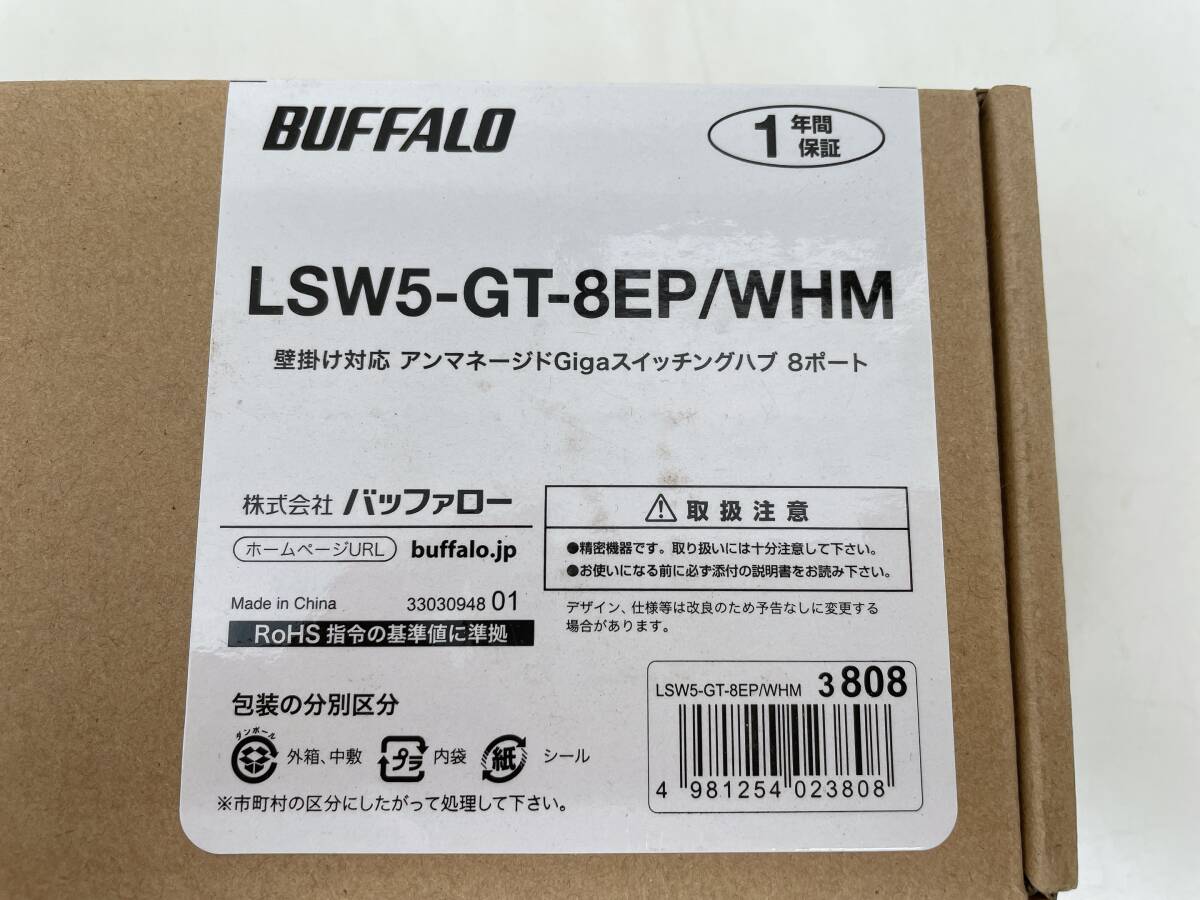 BUFFALO
1年間保証
LSW5-GT-8EP/WHM
壁掛け対応 アンマネージドGigaスイッチングハブ 8ポート
株式会社 バッファロー
ホームページURL buffalo.jp
Made in China 33030948 01
RoHS 指令の基準値に準拠
⚠ 取扱注意
●精密機器です。取り扱いには十分注意して下さい。
●お使いになる前に必ず添付の説明書をお読み下さい。
デザイン、仕様等は改良のため予告なしに変更する
場合があります。
包装の分別区分
ダンボール 外箱、中敷 プラ 内袋 紙 シール
※市町村の区分にしたがって処理して下さい。
LSW5-GT-8EP/WHM 3808
4 981254 023808